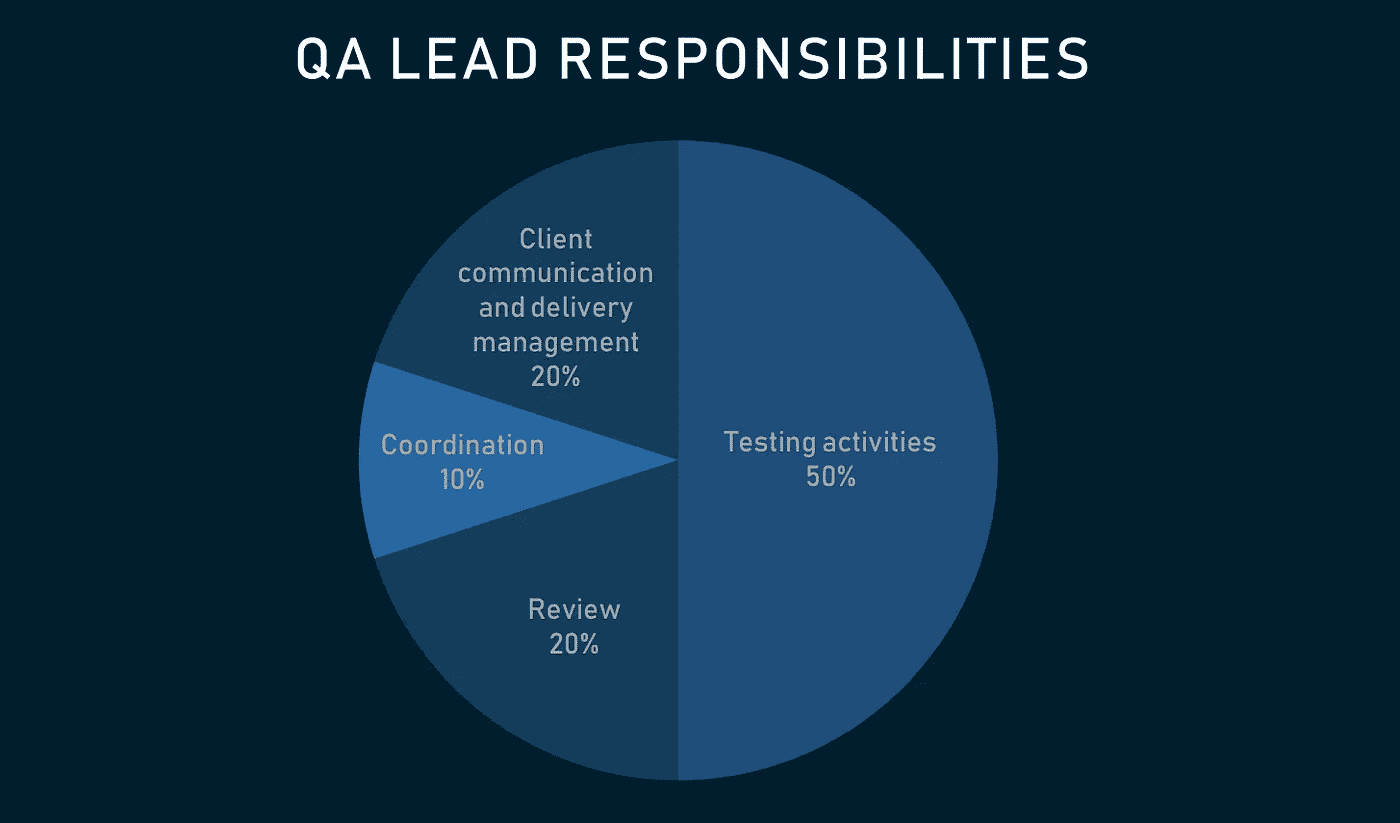 QA LEAD RESPONSIBILITIES
Client
communication
and delivery
management
20%
Coordination
10%
Testing activities
50%
Review
20%